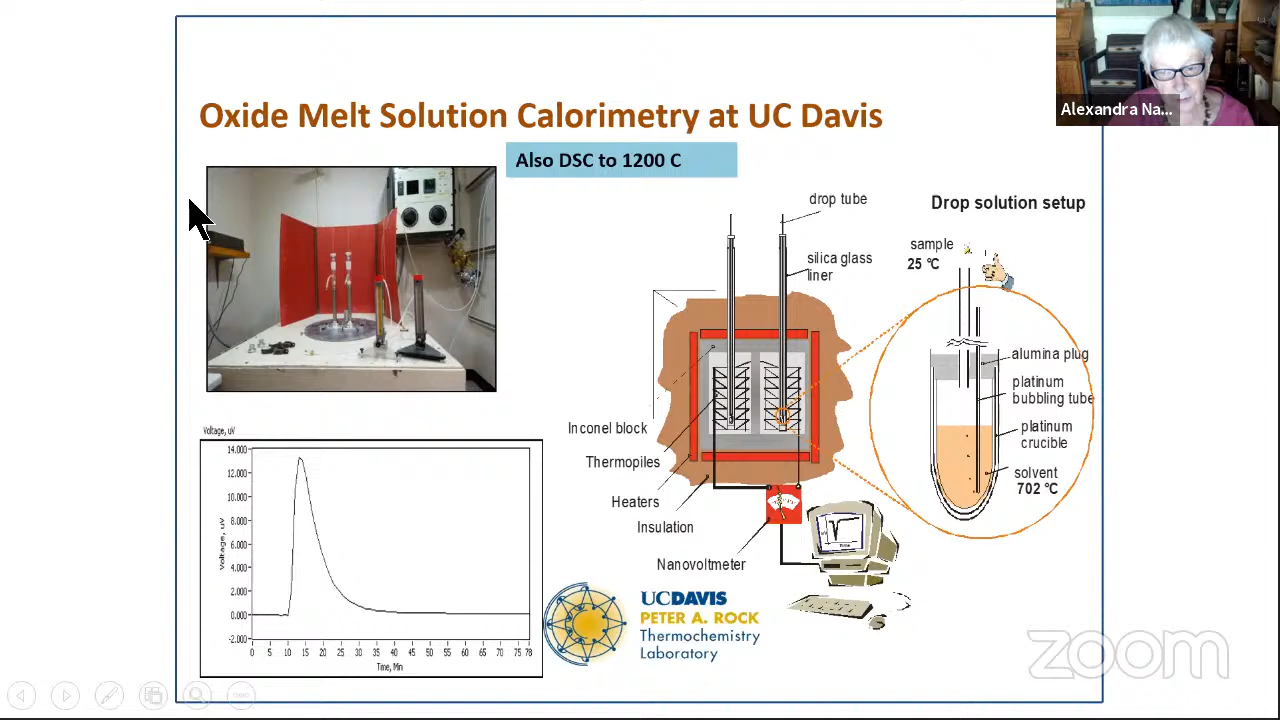 Oxide Melt Solution Calorimetry at UC Davis
Also DSC to 1200 C
Alexandra Na...
drop tube
silica glass
liner
Drop solution setup
sample
25 °C
alumina plug
platinum
bubbling tube
platinum
crucible
solvent
702 °C
Inconel block
Thermopiles
Heaters
Insulation
Nanovoltmeter
Voltage, uV
14.000
12.000
10.000
8.000
6.000
4.000
2.000
0.000
-2.000
Voltage, uV
0 5 10 15 20 25 30 35 40 45 50 55 60 65 70 75 78
Time, Min
UCDAVIS
PETER A. ROCK
Thermochemistry
Laboratory
zoom